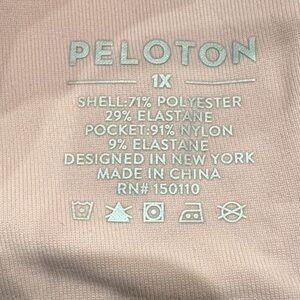 PELOTON
1X
SHELL:71% POLYESTER
29% ELASTANE
POCKET:91% NYLON
9% ELASTANE
DESIGNED IN NEW YORK
MADE IN CHINA
RN# 150110